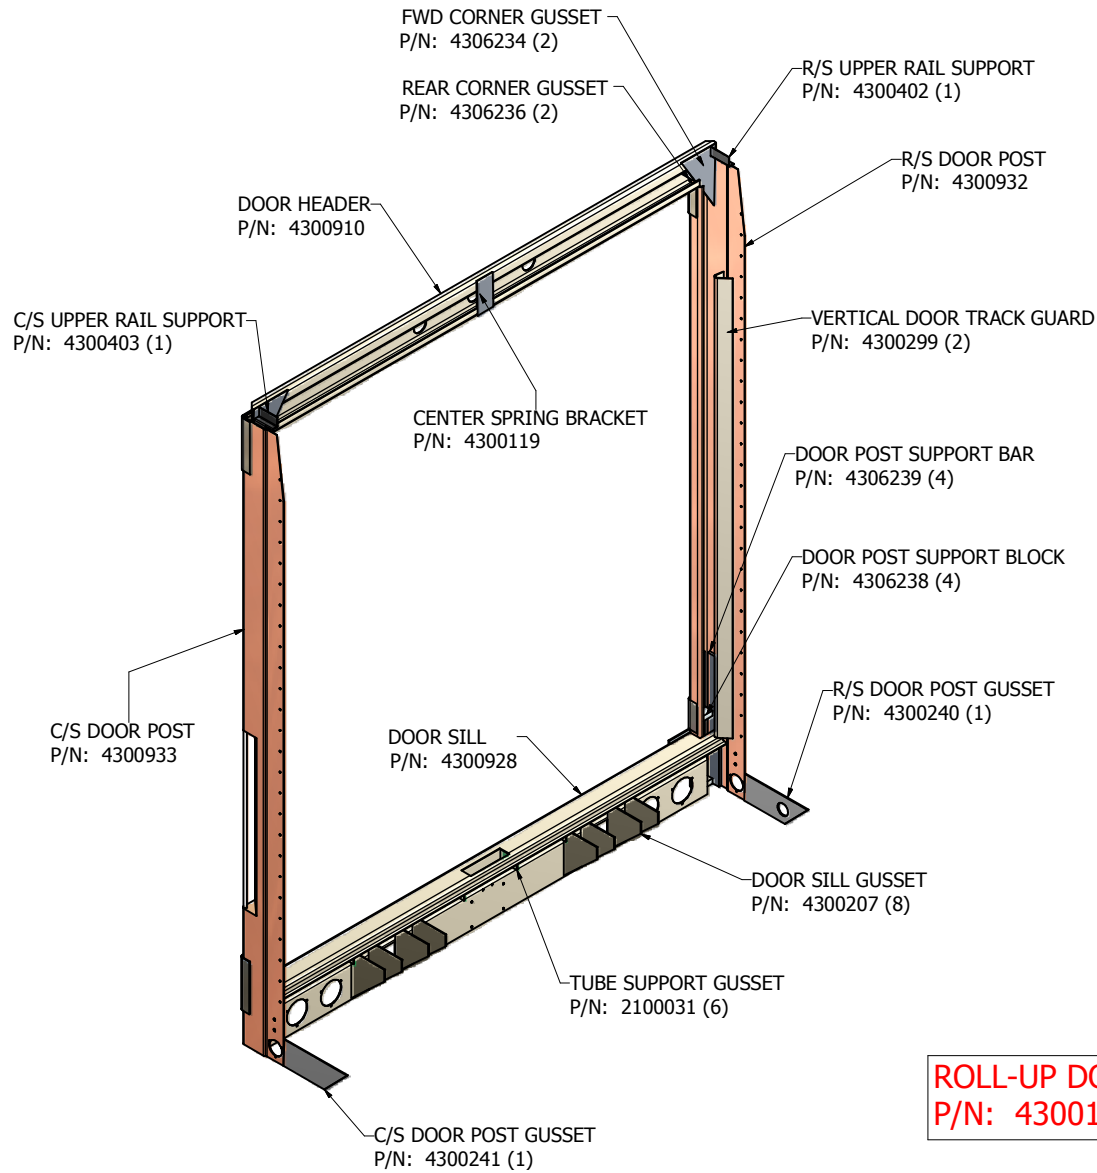 FWD CORNER GUSSET
P/N: 4306234 (2)
R/S UPPER RAIL SUPPORT
P/N: 4300402 (1)
REAR CORNER GUSSET
P/N: 4306236 (2)
R/S DOOR POST
P/N: 4300932
DOOR HEADER
P/N: 4300910
C/S UPPER RAIL SUPPORT
P/N: 4300403 (1)
VERTICAL DOOR TRACK GUARD
P/N: 4300299 (2)
CENTER SPRING BRACKET
P/N: 4300119
DOOR POST SUPPORT BAR
P/N: 4306239 (4)
DOOR POST SUPPORT BLOCK
P/N: 4306238 (4)
R/S DOOR POST GUSSET
P/N: 4300240 (1)
C/S DOOR POST
P/N: 4300933
DOOR SILL
P/N: 4300928
DOOR SILL GUSSET
P/N: 4300207 (8)
TUBE SUPPORT GUSSET
P/N: 2100031 (6)
ROLL-UP
P/N:
C/S DOOR POST GUSSET
P/N: 4300241 (1)